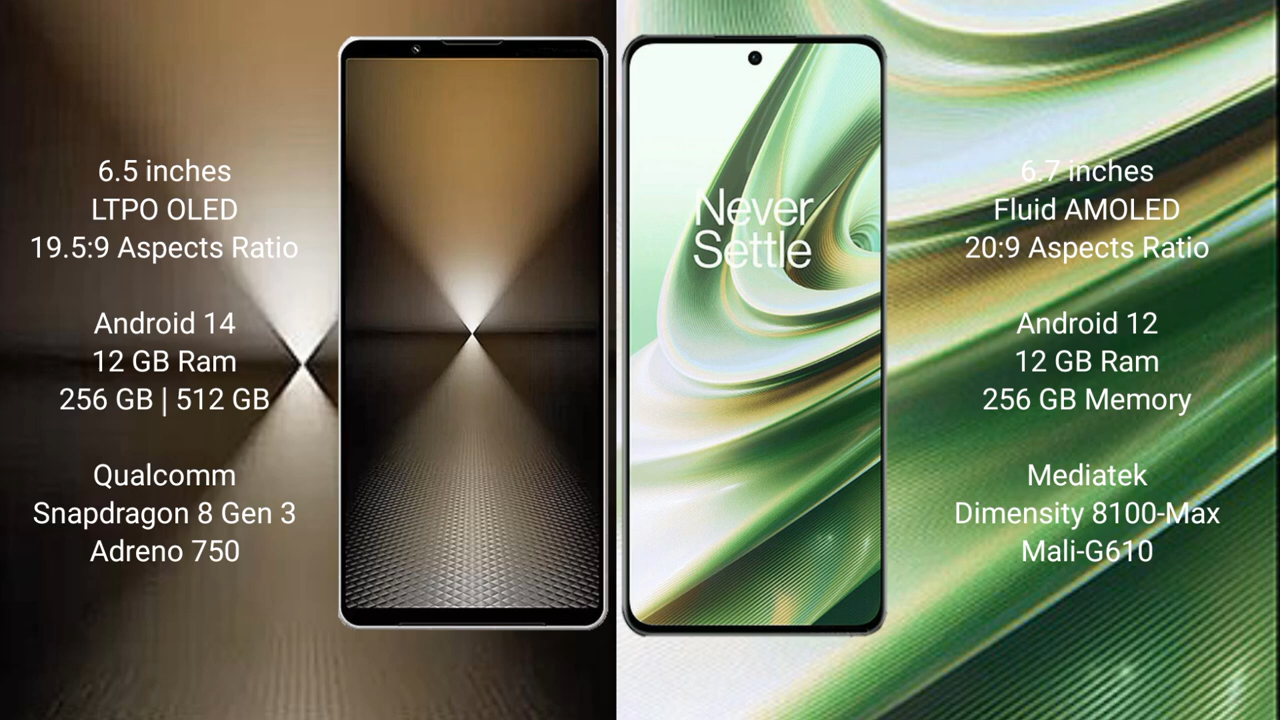 6.5 inches
LTPO OLED
19.5:9 Aspects Ratio
Android 14
12 GB Ram
256 GB | 512 GB
Qualcomm
Snapdragon 8 Gen 3
Adreno 750
Never
Settle
6.7 inches
Fluid AMOLED
20:9 Aspects Ratio
Android 12
12 GB Ram
256 GB Memory
Mediatek
Dimensity 8100-Max
Mali-G610